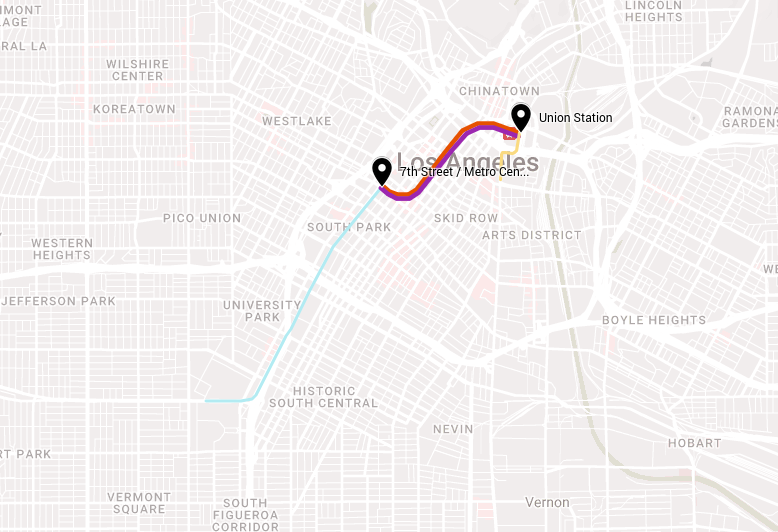 LINCOLN
HEIGHTS
IMONT
LAGE
RAL LA
WILSHIRE
CENTER
CHINATOWN
KOREATOWN
WESTLAKE
RAMONA
GARDENS
Union Station
Los Angeles
7th Street / Metro Cen...
PICO UNION
SOUTH PARK
SKID ROW
ARTS DISTRICT
WESTERN
HEIGHTS
WE
JEFFERSON PARK
UNIVERSITY
PARK
BOYLE HEIGHTS
HISTORIC
SOUTH CENTRAL
NEVIN
HOBART
RT PARK
VERMONT
SQUARE
SOUTH
FIGUEROA
CORRIDOR
Vernon